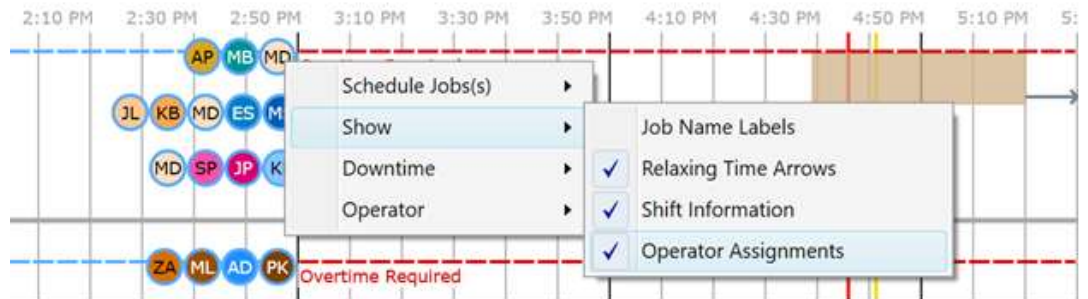 2:10 PM 2:30 PM 2:50 PM 3:10 PM 3:30 PM 3:50 PM 4:10 PM 4:30 PM 4:50 PM 5:10 PM 5:
AP MB MD
Schedule Jobs(s)
JL KB MD ES
Show
Job Name Labels
MD SP JP K
Downtime
Relaxing Time Arrows
Operator
Shift Information
Operator Assignments
ZA ML AD PK
Overtime Required